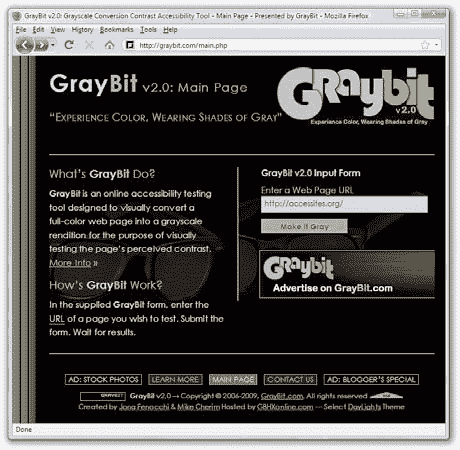 GrayBit v2.0: Grayscale Conversion Contrast Accessibility Tool - Main Page - Presented by GrayBit - Mozilla Firefox
File Edit View History Bookmarks Tools Help
http://graybit.com/main.php
GrayBit v2.0: Main Page
Graybit
v2.0
Experience Color, Wearing Shades of Gray
“Experience Color, Wearing Shades of Gray”
What's GrayBit Do?
GrayBit is an online accessibility testing
tool designed to visually convert a
full-color web page into a grayscale
rendition for the purpose of visually
testing the page's perceived contrast.
More Info »
How's GrayBit Work?
In the supplied GrayBit form, enter the
URL of a page you wish to test. Submit the
form. Wait for results.
GrayBit v2.0 Input Form
Enter a Web Page URL
http://accessites.org/
Make It Gray
Graybit
Advertise on GrayBit.com
AD: STOCK PHOTOS LEARN MORE MAIN PAGE CONTACT US AD: BLOGGER'S SPECIAL
GrayBit v2.0 → Copyright © 2006-2009, GrayBit.com. All rights reserved
Created by Jona Fenocchi & Mike Cherim Hosted by GBHXonline.com — Select DayLights Theme
Done